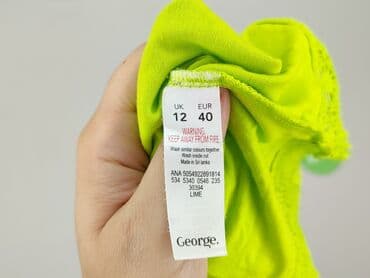 UK EUR
12 40
WARNING
KEEP AWAY FROM FIRE
Wash similar colours together
Wash inside out
Made in Sri lanka
ANA 5054922891814
534 5340 0546 235
30394
LIME
George.